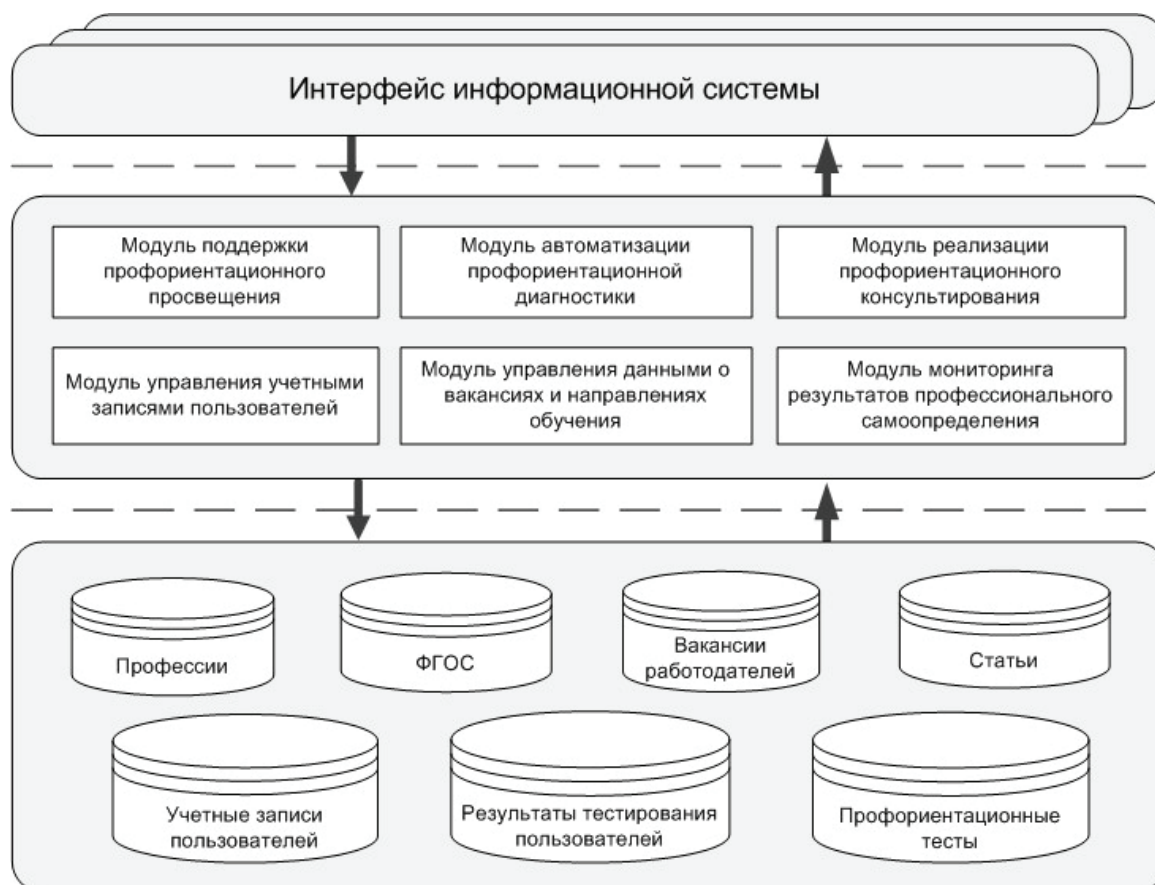 Интерфейс информационной системы
Модуль поддержки
профориентационного
просвещения
Модуль автоматизации
профориентационной
диагностики
Модуль реализации
профориентационного
консультирования
Модуль управления учетными
записями пользователей
Модуль управления данными о
вакансиях и направлениях
обучения
Модуль мониторинга
результатов профессионального
самоопределения
Профессии
ФГОС
Вакансии
работодателей
Статьи
Учетные записи
пользователей
Результаты тестирования
пользователей
Профориентационные
тесты